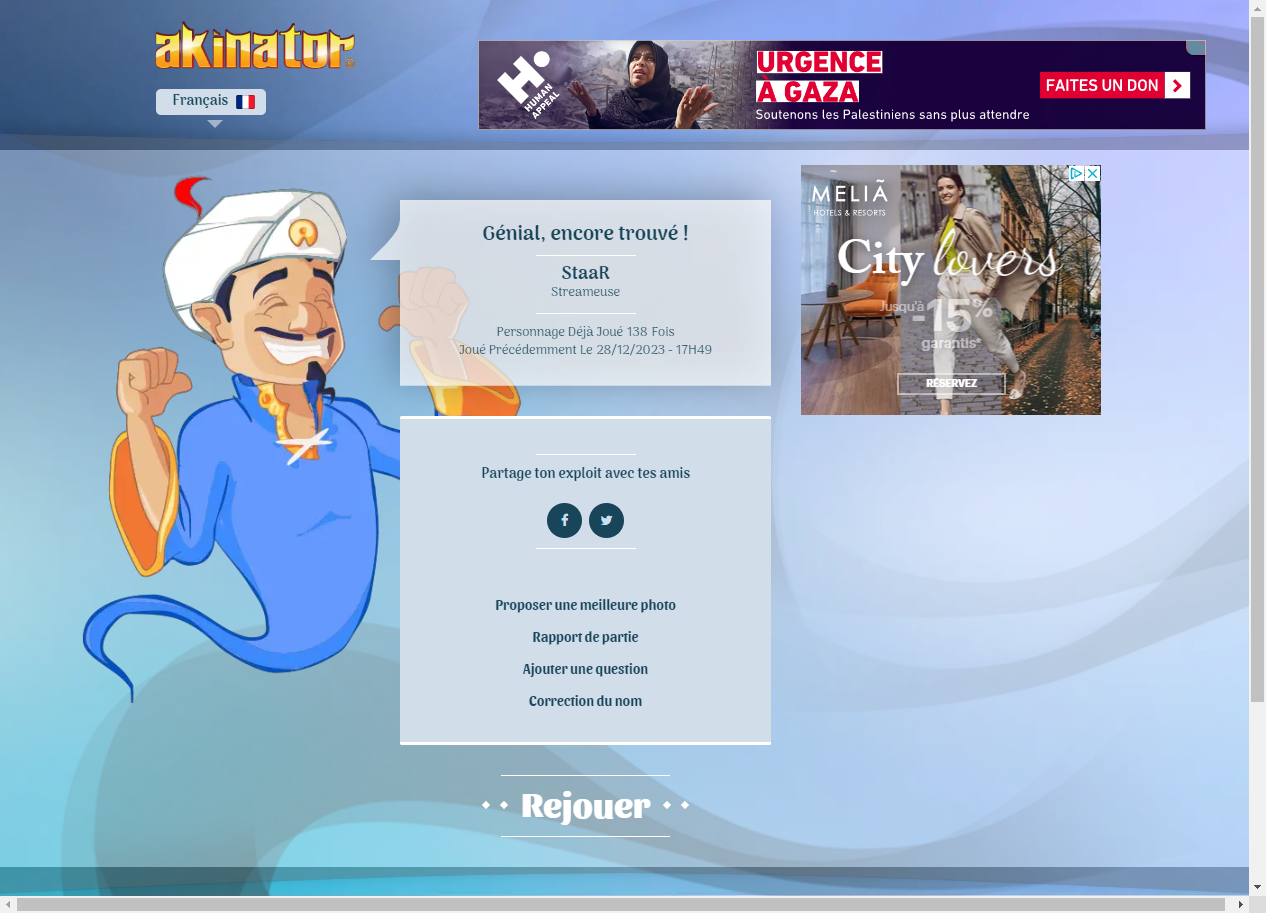 akinator
Français
HUMAN
APPEAL
URGENCE
À GAZA
Soutenons les Palestiniens sans plus attendre
FAITES UN DON
Génial, encore trouvé !
StaaR
Streameuse
Personnage Déjà Joué 138 Fois
Joué Précédemment Le 28/12/2023 - 17H49
MELIÃ
HOTELS & RESORTS
City lovers
Jusqu'à
-15%
garantis*
RÉSERVEZ
Partage ton exploit avec tes amis
Proposer une meilleure photo
Rapport de partie
Ajouter une question
Correction du nom
Rejouer